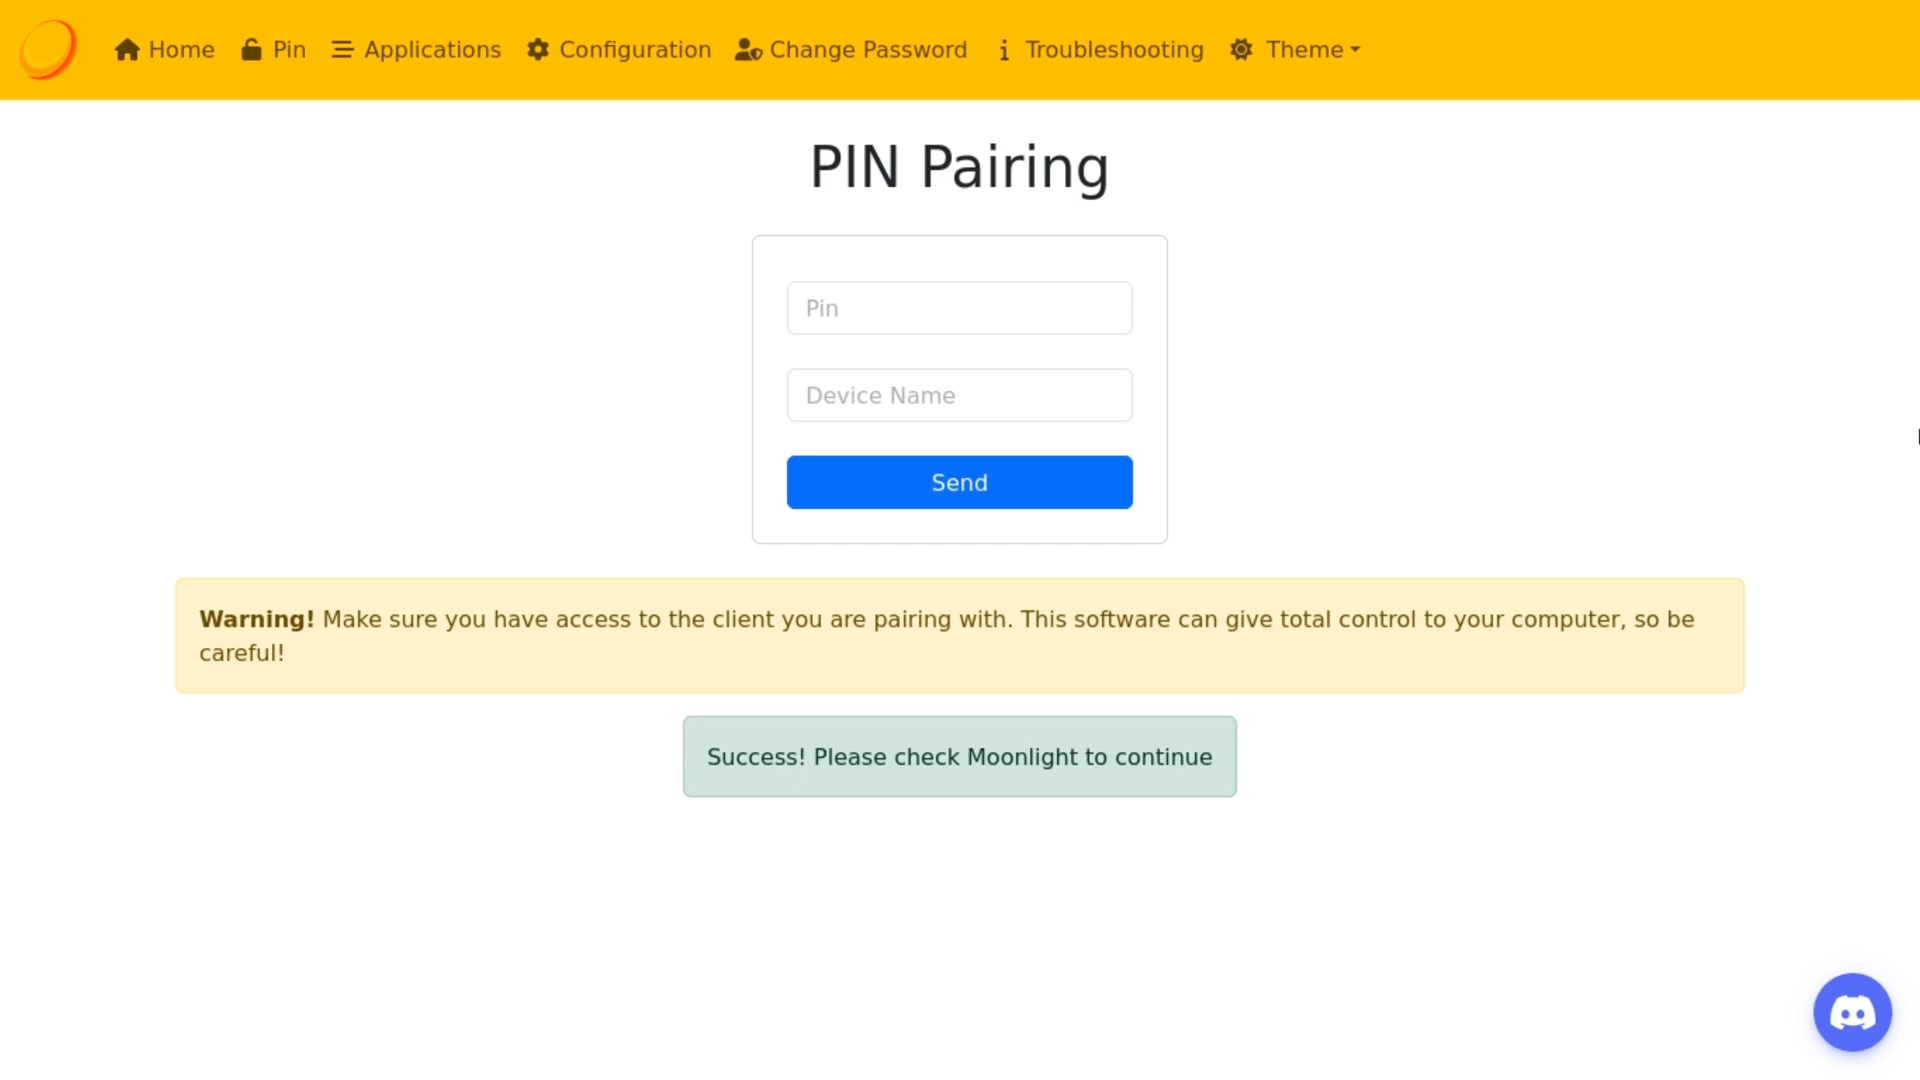 Home Pin Applications Configuration Change Password Troubleshooting Theme
PIN Pairing
Pin
Device Name
Send
Warning! Make sure you have access to the client you are pairing with. This software can give total control to your computer, so be
careful!
Success! Please check Moonlight to continue